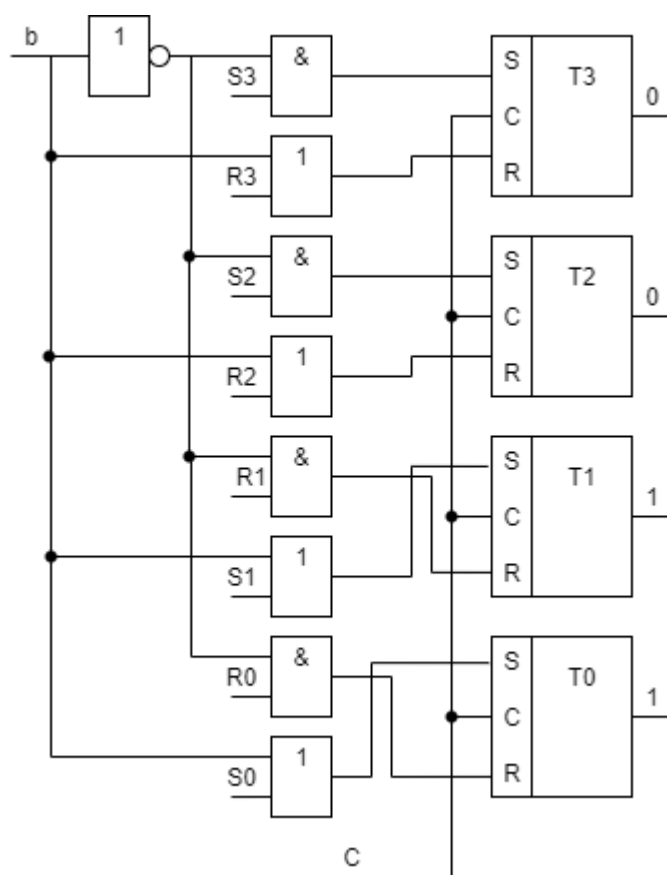 b 1 & S T3
S3 C 0
1 R
R3
& S T2
S2 C 0
1 R
R2
& S T1
R1 C 1
1 R
S1
& S T0
R0 C 1
1 R
S0
C